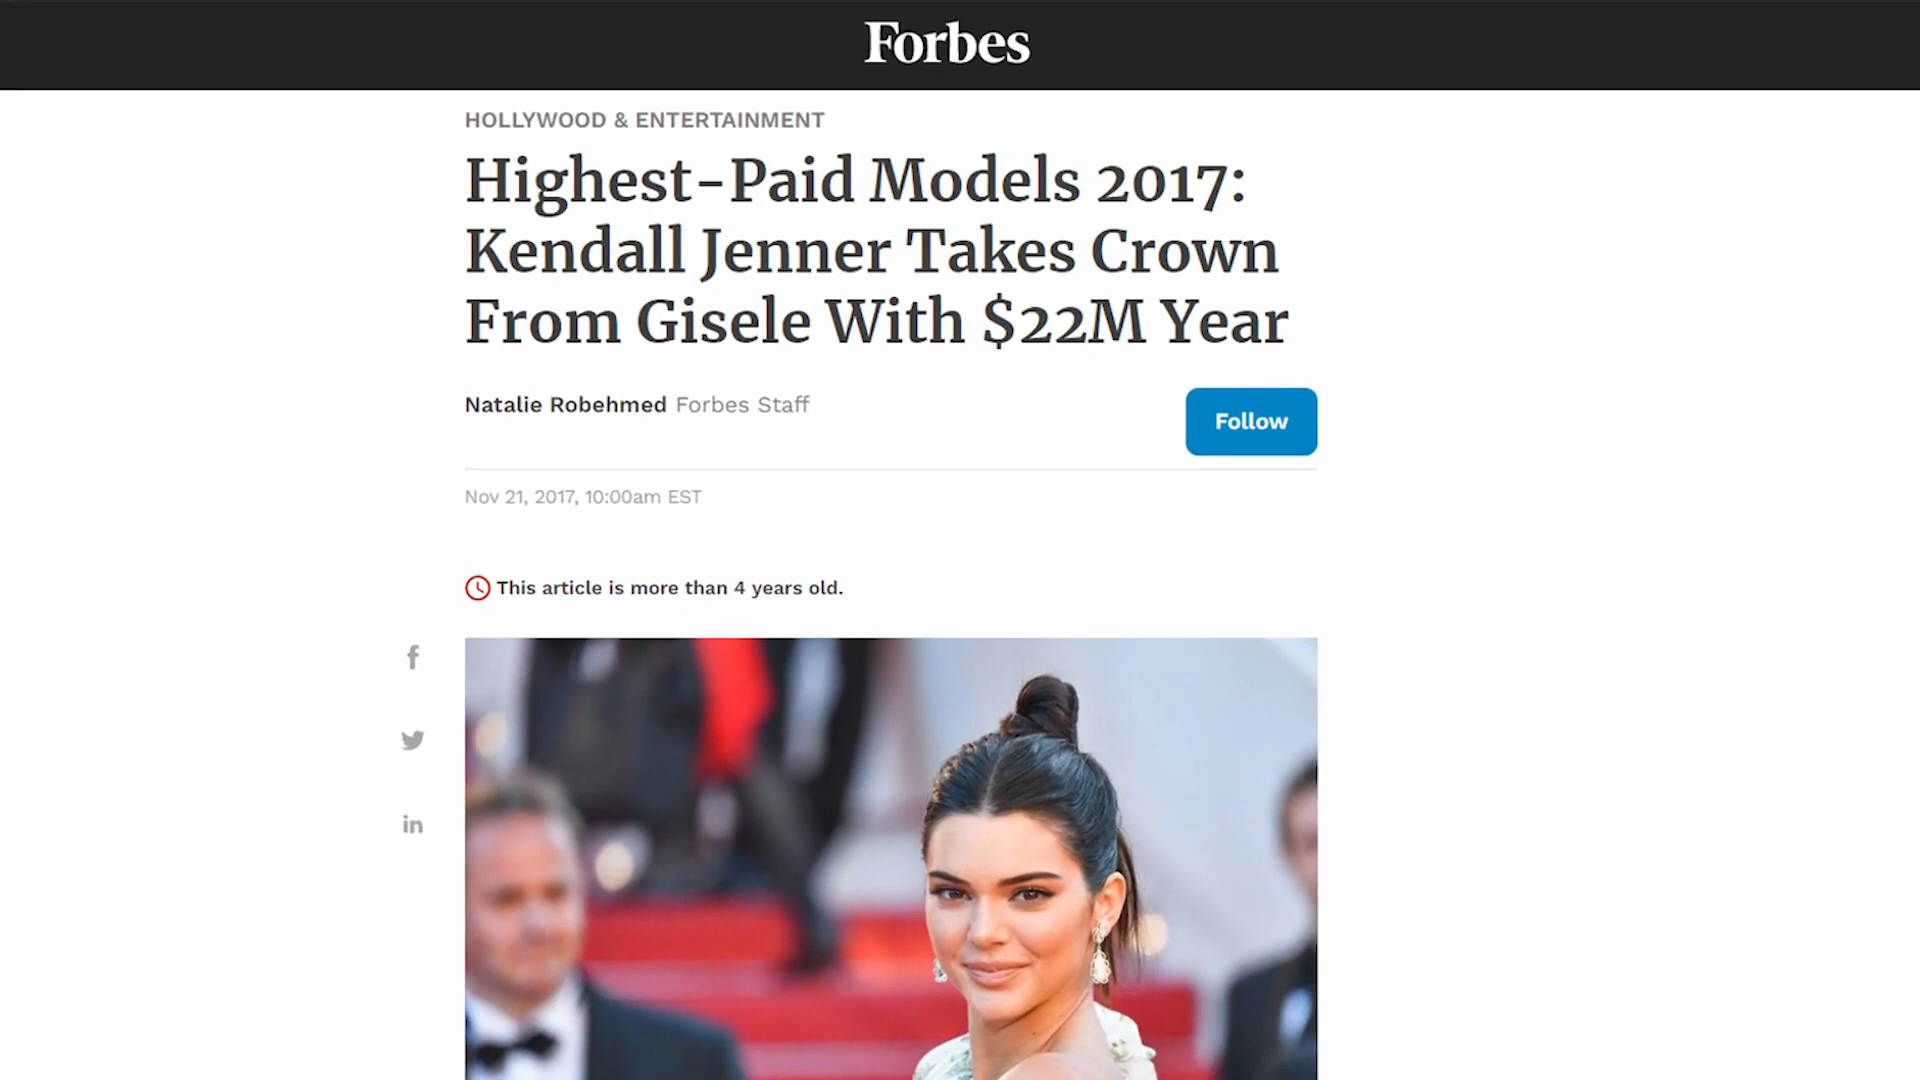 Forbes
HOLLYWOOD & ENTERTAINMENT
Highest-Paid Models 2017:
Kendall Jenner Takes Crown
From Gisele With $22M Year
Natalie Robehmed Forbes Staff
Follow
Nov 21, 2017, 10:00am EST
This article is more than 4 years old.